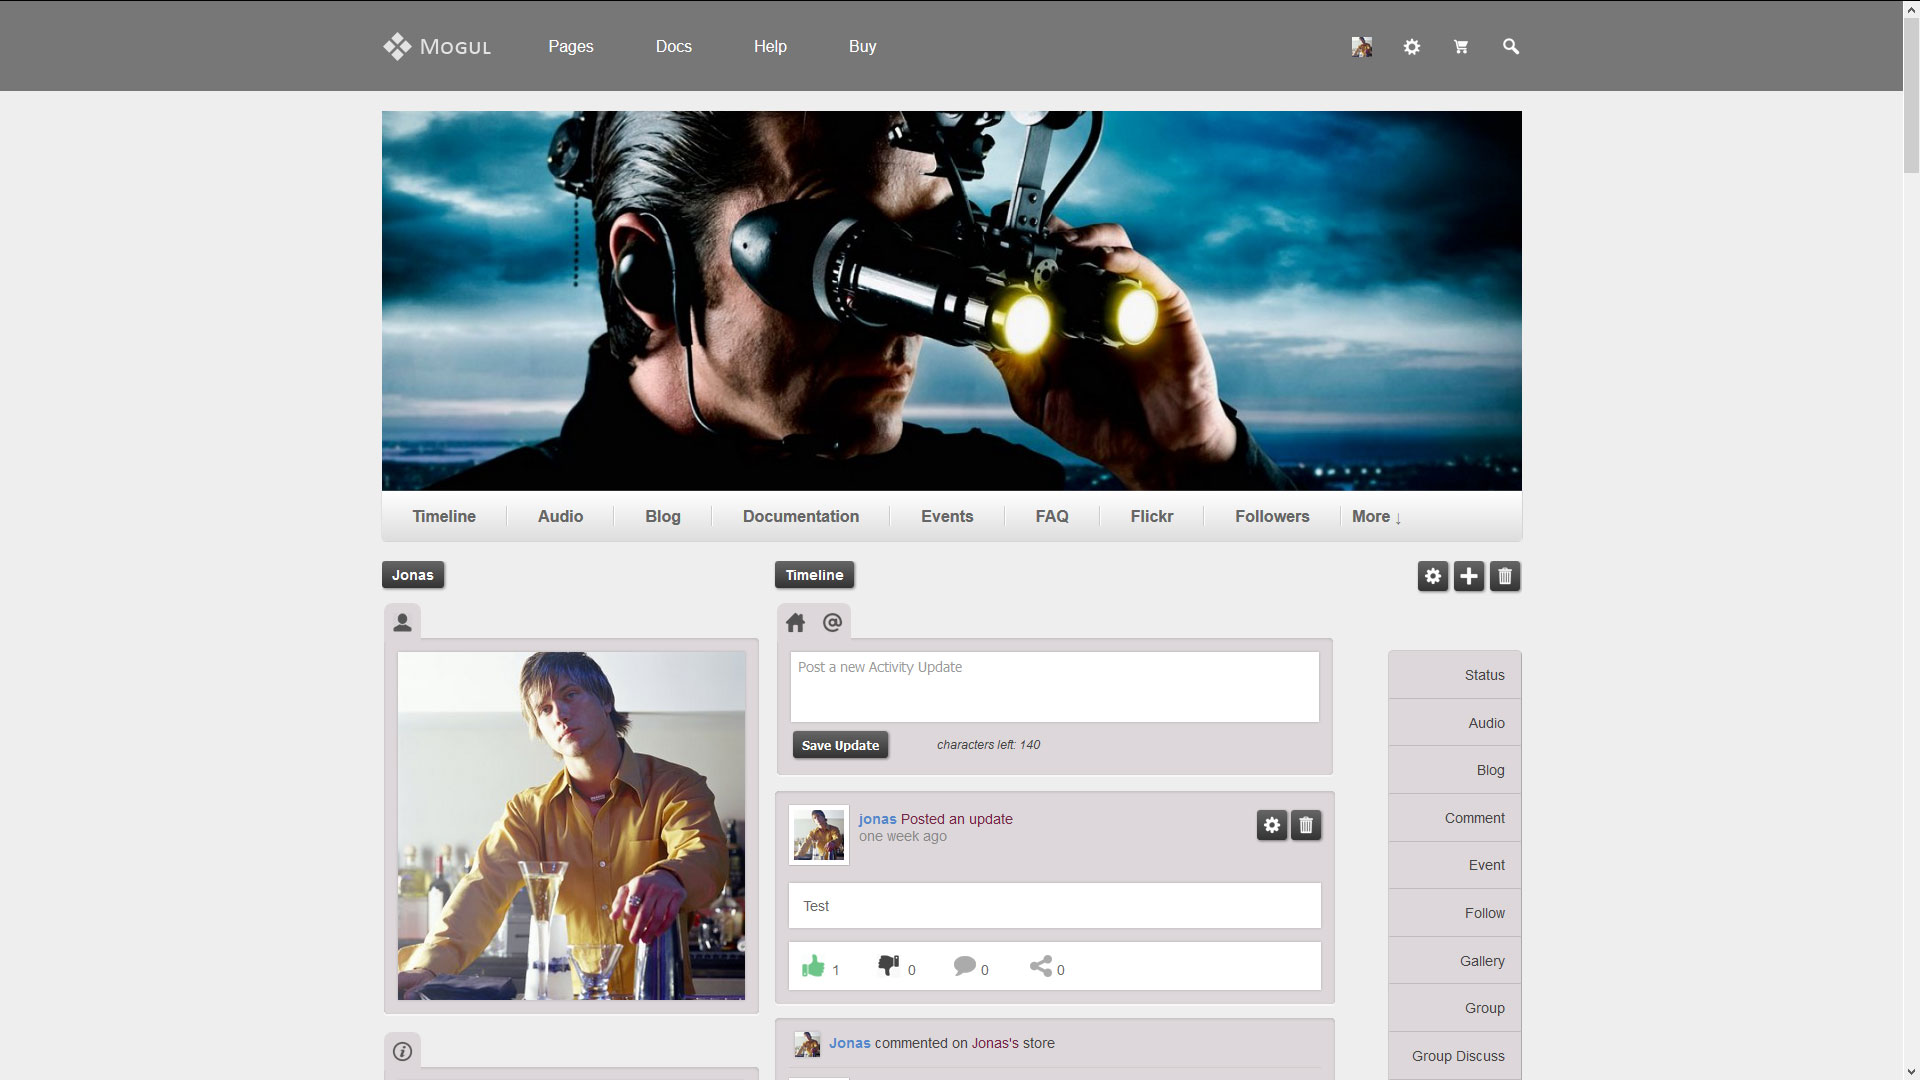 Mogul Pages Docs Help Buy
Timeline Audio Blog Documentation Events FAQ Flickr Followers More ↓
Jonas
Timeline
@
Post a new Activity Update
Save Update characters left: 140
jonas Posted an update
one week ago
Test
1 0 0 0
Jonas commented on Jonas's store
Status
Audio
Blog
Comment
Event
Follow
Gallery
Group
Group Discuss